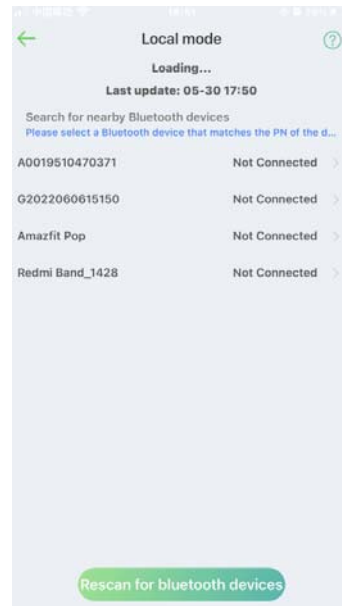 Local mode
?
Loading...
Last update: 05-30 17:50
Search for nearby Bluetooth devices
Please select a Bluetooth device that matches the PN of the d...
A0019510470371 Not Connected
G2022060615150 Not Connected
Amazfit Pop Not Connected
Redmi Band_1428 Not Connected
Rescan for bluetooth devices